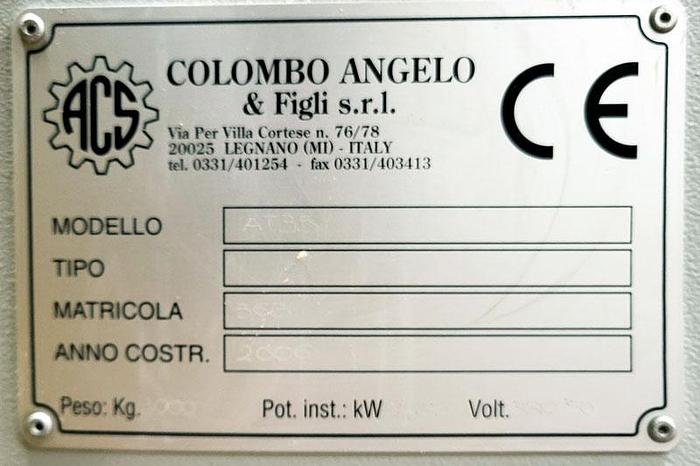 ACS
COLOMBO ANGELO
& Figli s.r.l.
Via Per Villa Cortese n. 76/78
20025 LEGNANO (MI) - ITALY
tel. 0331/401254 - fax 0331/403413
CE
MODELLO
TIPO
MATRICOLA
ANNO COSTR.
Peso: Kg. Pot. inst.: kW Volt.